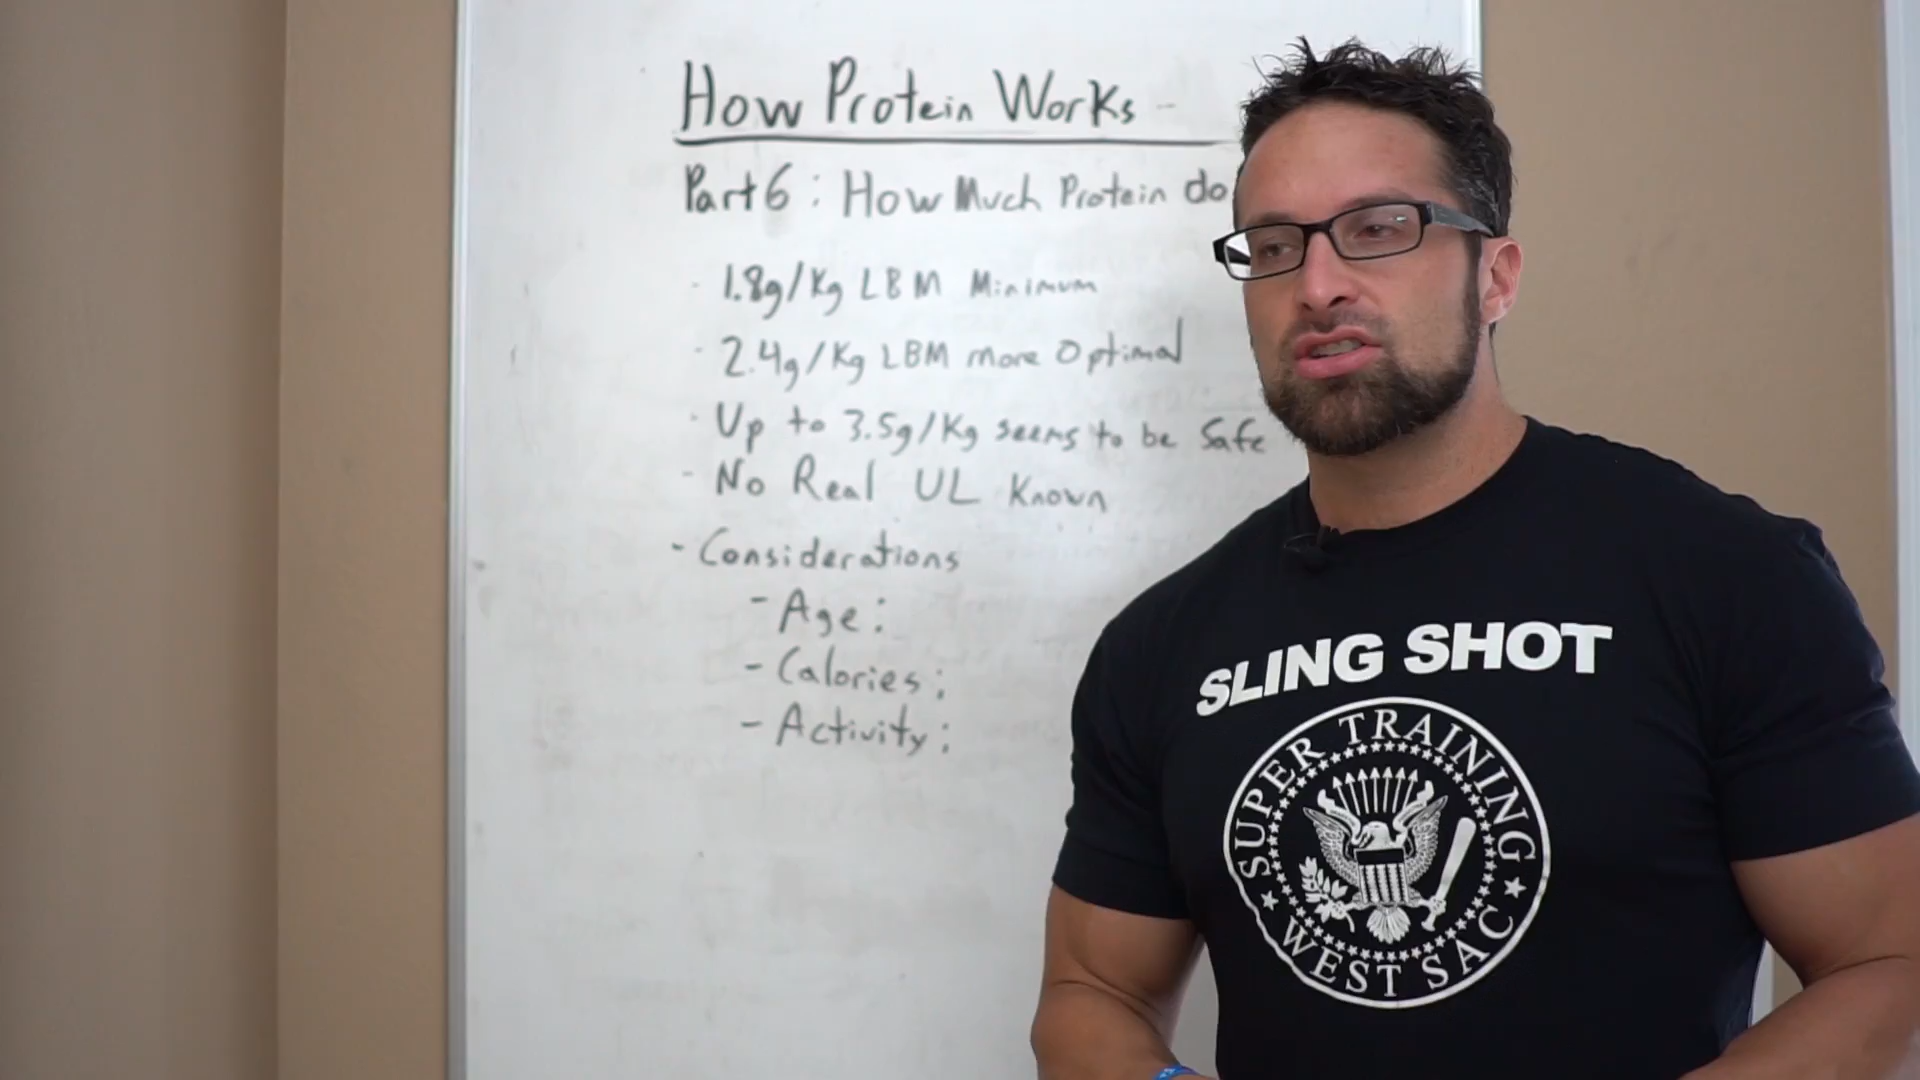 How Protein Works -
Part 6 : How Much Protein do
· 1.8g/Kg LBM Minimum
· 2.4g/Kg LBM more Optimal
· Up to 3.5g/Kg seems to be Safe
- No Real UL Known
- Considerations
- Age :
- Calories :
- Activity :
SLING SHOT
SUPER TRAINING
WEST SAC